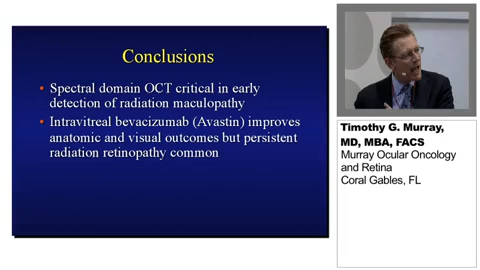 Conclusions
• Spectral domain OCT critical in early
detection of radiation maculopathy
• Intravitreal bevacizumab (Avastin) improves
anatomic and visual outcomes but persistent
radiation retinopathy common
Timothy G. Murray,
MD, MBA, FACS
Murray Ocular Oncology
and Retina
Coral Gables, FL